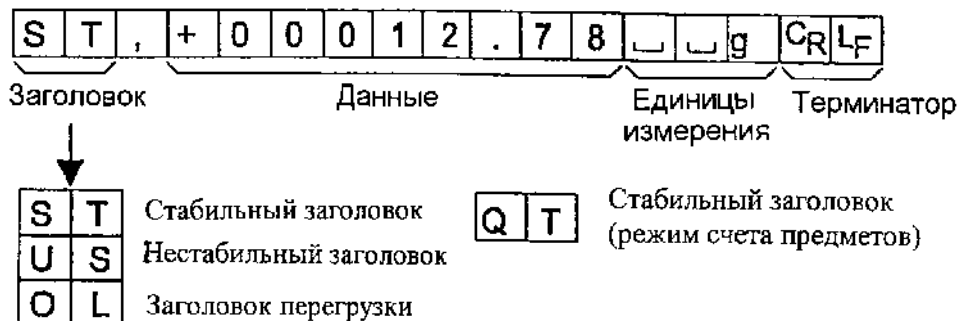 S T , + 0 0 0 1 2 . 7 8 ␣ ␣ g CR LF
Заголовок Данные Единицы измерения Терминатор
S T Стабильный заголовок
U S Нестабильный заголовок
O L Заголовок перегрузки
Q T Стабильный заголовок
(режим счета предметов)